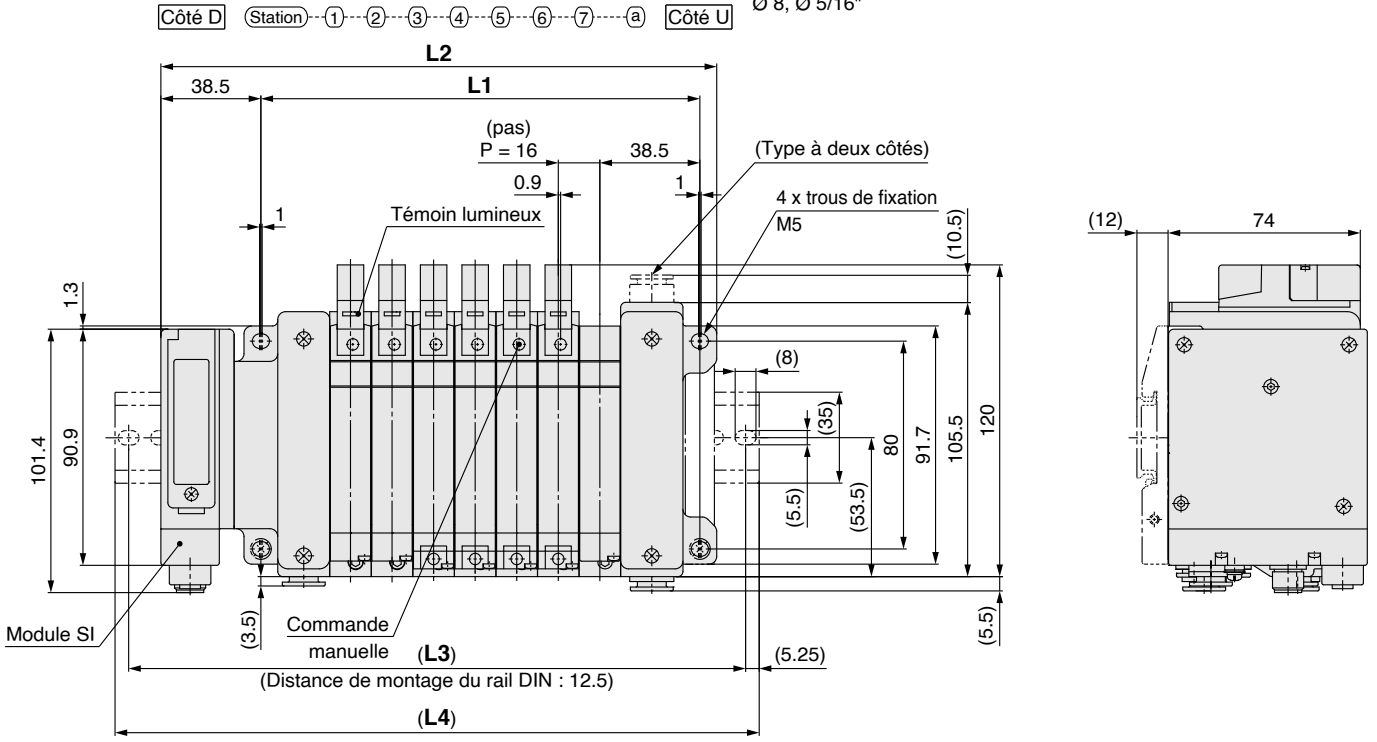 Ø 8, Ø 5/16"
Côté D Station 1 2 3 4 5 6 7 a Côté U
L2
38.5 L1
(pas)
P = 16 38.5 (Type à deux côtés)
0.9 1 4 x trous de fixation
M5
1 Témoin lumineux
(10.5)
(12) 74
1.3
(8)
101.4 90.9 (35) 80 91.7 105.5 120
(5.5) (53.5)
(3.5) (5.5)
Module SI
Commande
manuelle
(L3) (5.25)
(Distance de montage du rail DIN : 12.5)
(L4)